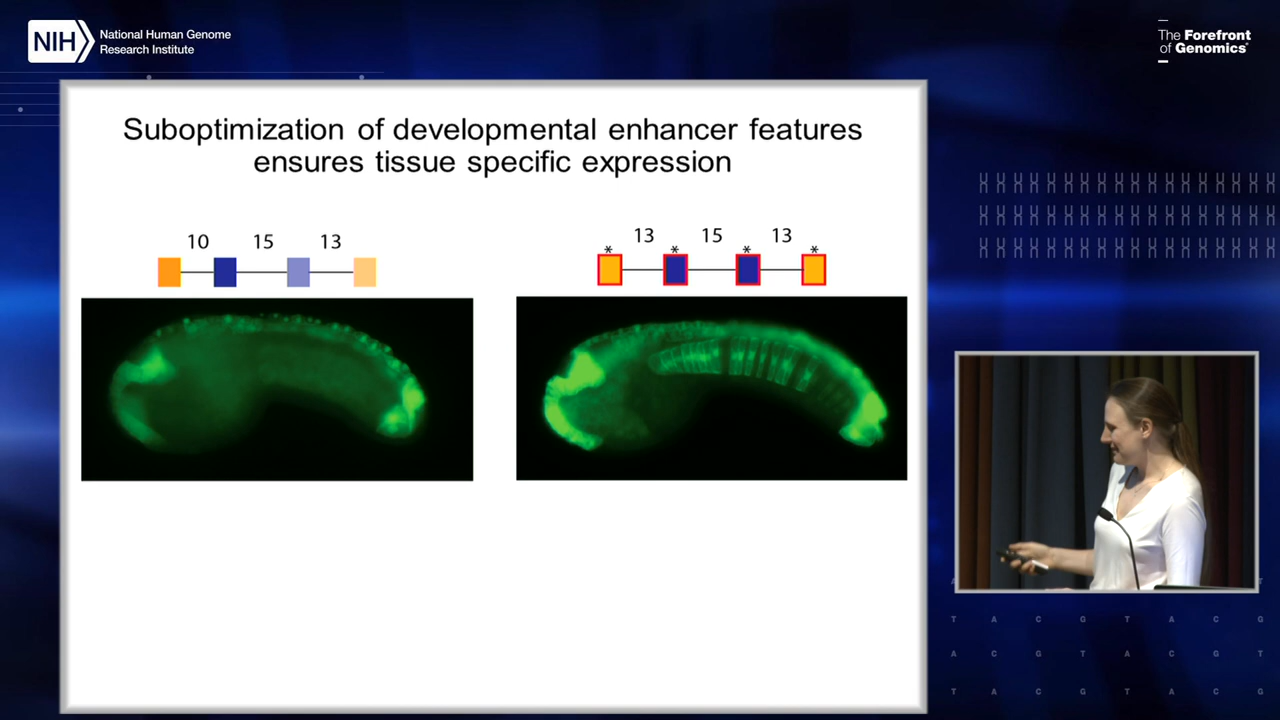 NIH
National Human Genome
Research Institute
The Forefront
of Genomics®
Suboptimization of developmental enhancer features
ensures tissue specific expression
10 15 13
13 15 13
* * * *
T A C G T A C G
A C G T A C G T
T A C G T A C G